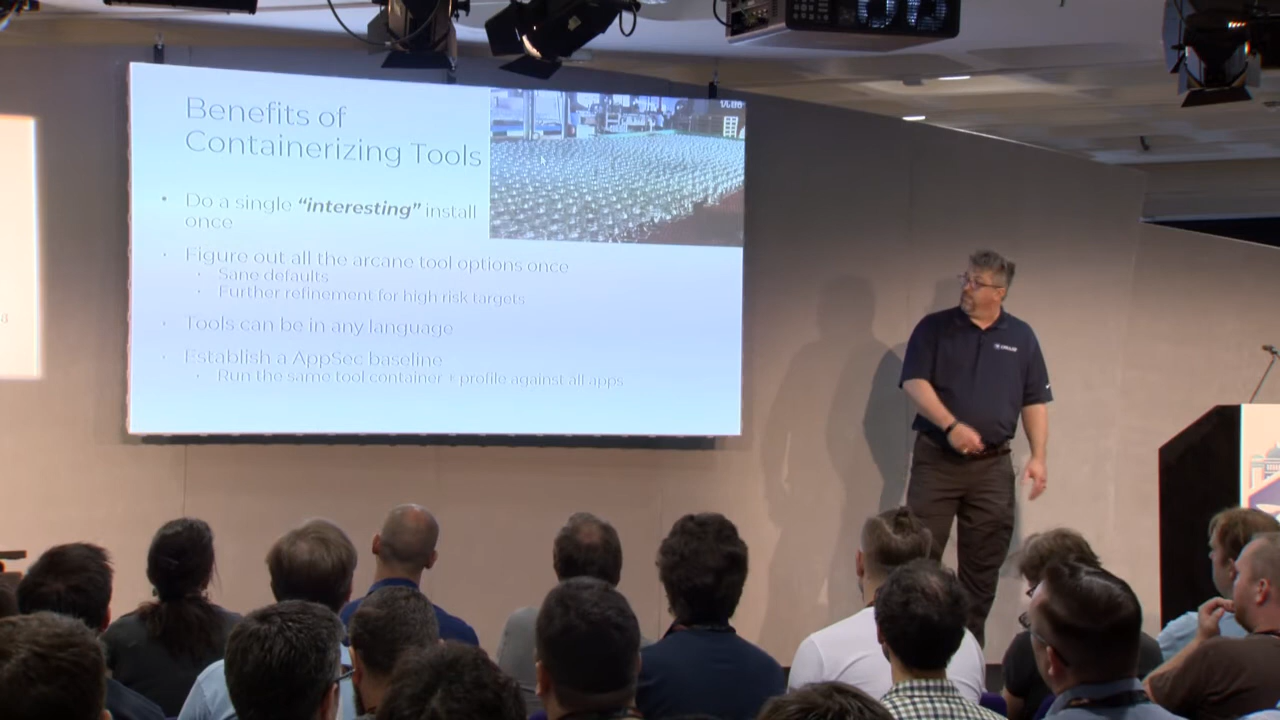 Benefits of
Containerizing Tools
Do a single “interesting” install
once
Figure out all the arcane tool options once
Sane defaults
Further refinement for high risk targets
Tools can be in any language
Establish a AppSec baseline
Run the same tool container + profile against all apps